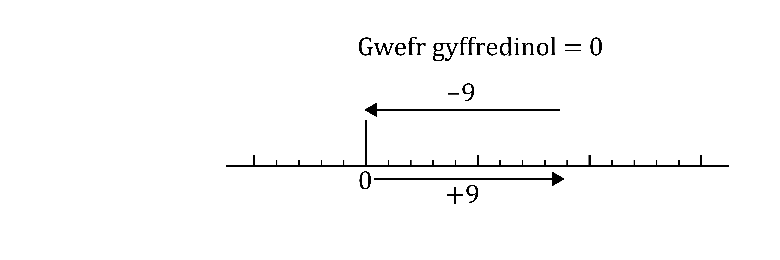 Gwefr gyffredinol = 0
–9
0
+9